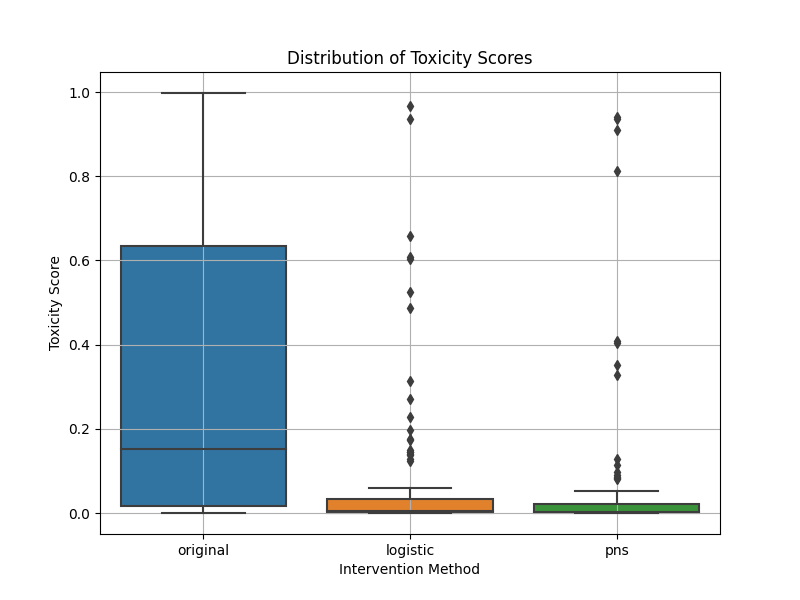 Distribution of Toxicity Scores
Toxicity Score
1.0
0.8
0.6
0.4
0.2
0.0
original
logistic
pns
Intervention Method